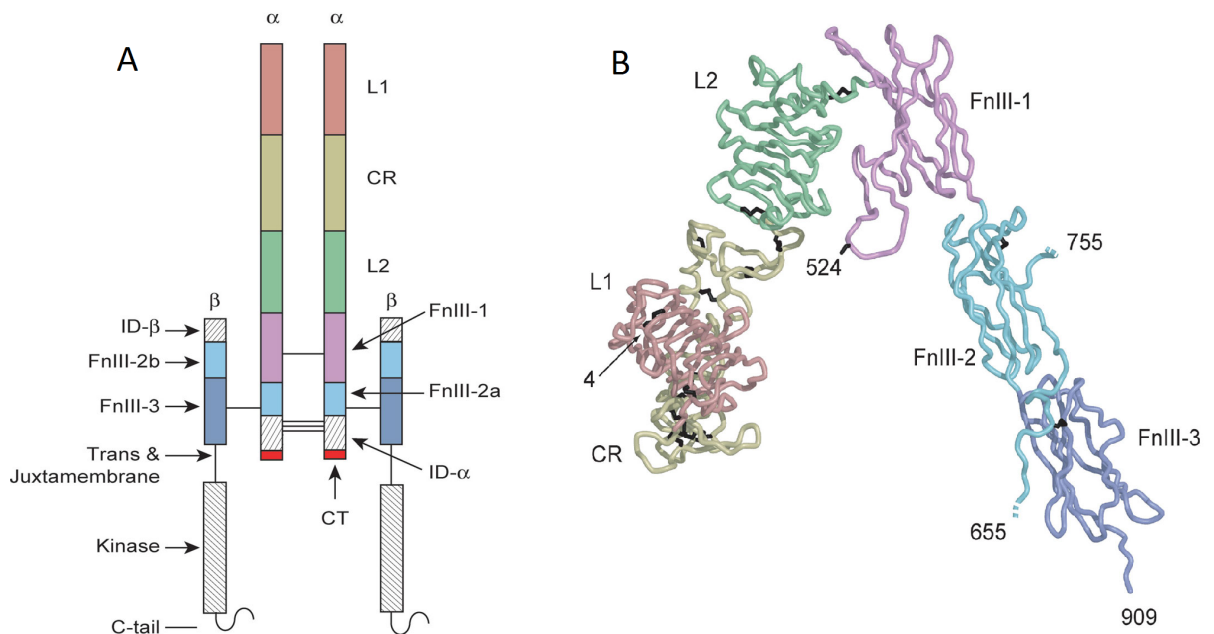 A
α α
L1
CR
L2
β β
ID-β
FnIII-1
FnIII-2b
FnIII-2a
FnIII-3
Trans &
Juxtamembrane
ID-α
CT
Kinase
C-tail
B
L2
FnIII-1
524
755
L1
4
FnIII-2
CR
FnIII-3
655
909